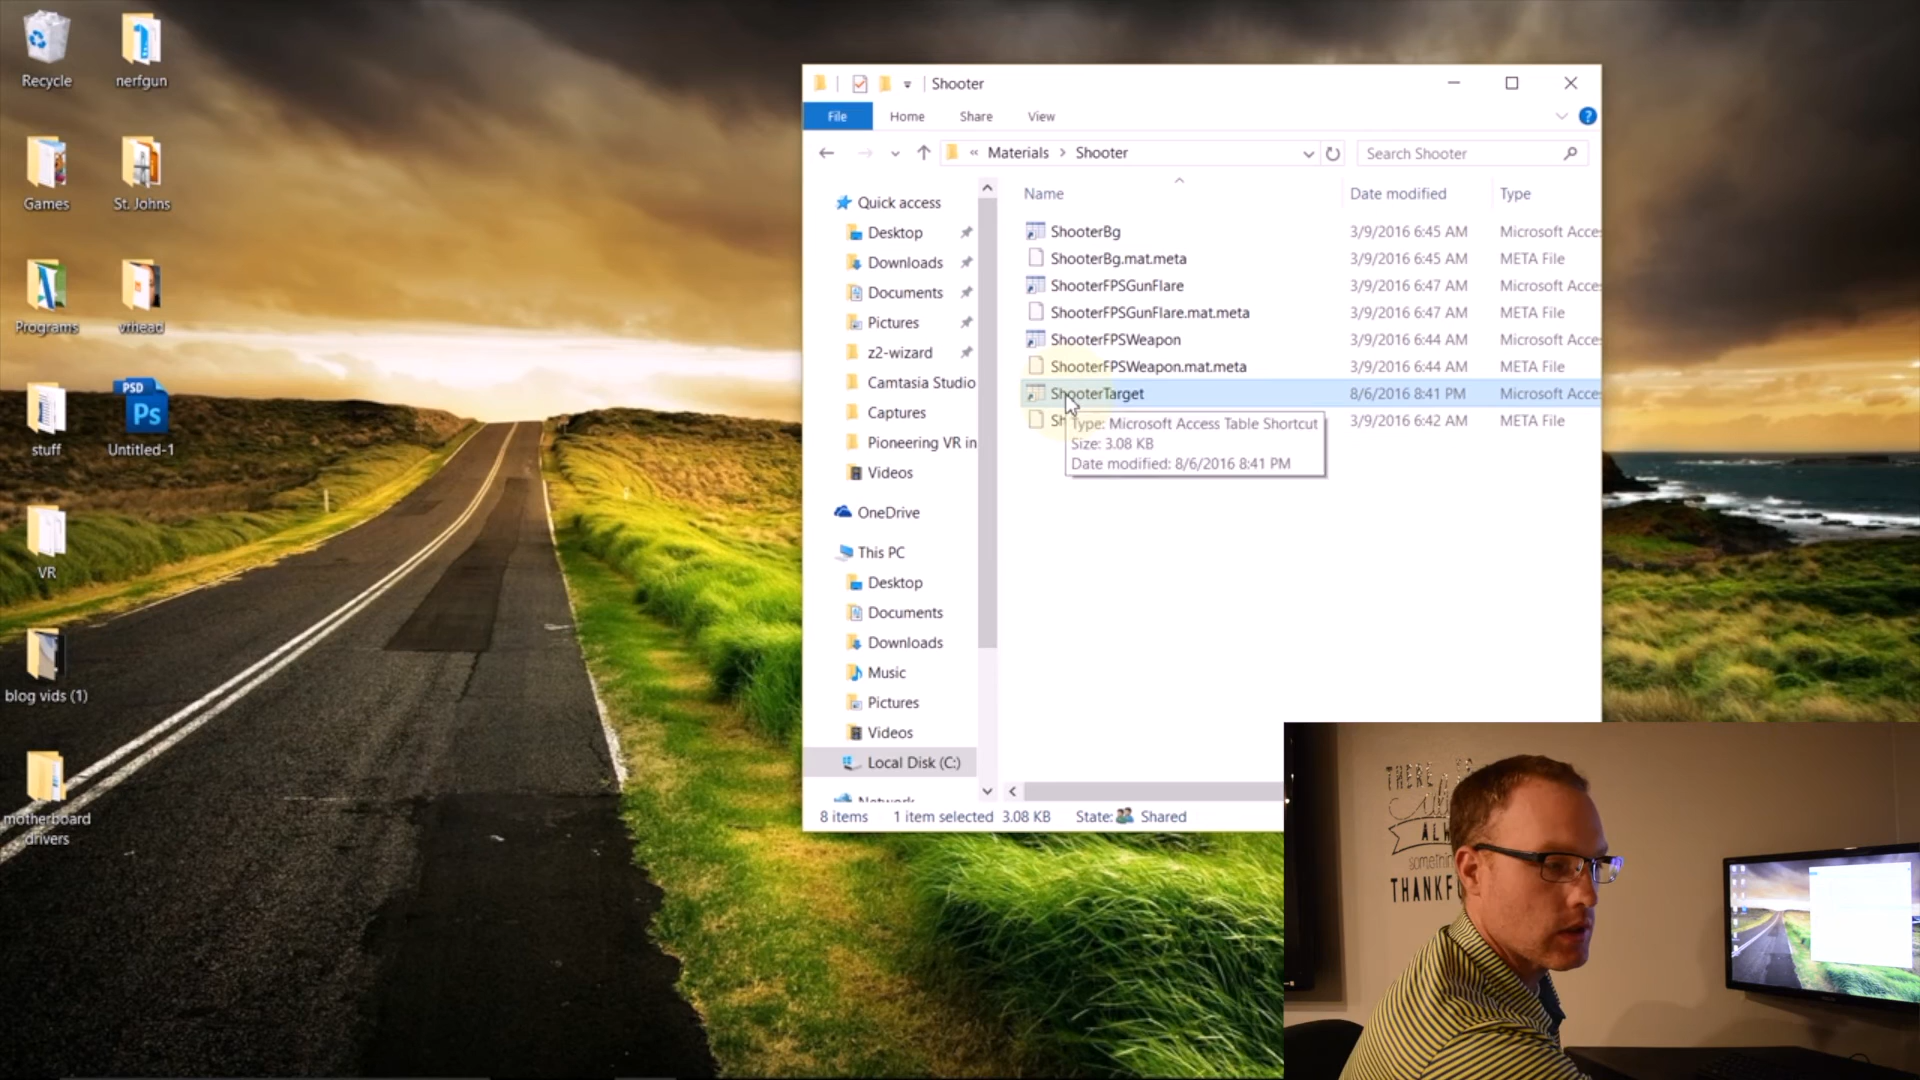 Recycle
nerfgun
Games
St. Johns
Programs
vrhead
stuff
PSD
Ps
Untitled-1
VR
blog vids (1)
motherboard
drivers
Shooter
File Home Share View
?
« Materials > Shooter
Search Shooter
Quick access
Desktop
Downloads
Documents
Pictures
z2-wizard
Camtasia Studio
Captures
Pioneering VR in
Videos
OneDrive
This PC
Desktop
Documents
Downloads
Music
Pictures
Videos
Local Disk (C:)
Network
Name Date modified Type
ShooterBg 3/9/2016 6:45 AM Microsoft Acce
ShooterBg.mat.meta 3/9/2016 6:45 AM META File
ShooterFPSGunFlare 3/9/2016 6:47 AM Microsoft Acce
ShooterFPSGunFlare.mat.meta 3/9/2016 6:47 AM META File
ShooterFPSWeapon 3/9/2016 6:44 AM Microsoft Acce
ShooterFPSWeapon.mat.meta 3/9/2016 6:44 AM META File
ShooterTarget 8/6/2016 8:41 PM Microsoft Acce
Sh 3/9/2016 6:42 AM META File
Type: Microsoft Access Table Shortcut
Size: 3.08 KB
Date modified: 8/6/2016 8:41 PM
8 items 1 item selected 3.08 KB State: Shared
THERE
ALW
somethin
THANKF